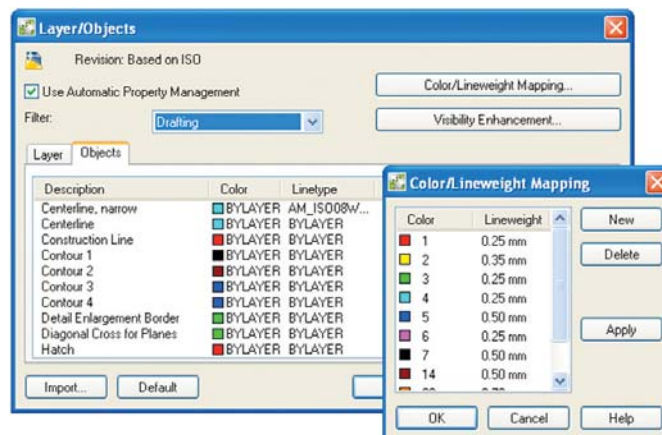 Layer/Objects
Revision: Based on ISO
Use Automatic Property Management
Color/Lineweight Mapping...
Filter:
Drafting
Visibility Enhancement...
Layer Objects
Description Color Linetype
Centerline, narrow BYLAYER AM_ISO08W...
Centerline BYLAYER BYLAYER
Construction Line BYLAYER BYLAYER
Contour 1 BYLAYER BYLAYER
Contour 2 BYLAYER BYLAYER
Contour 3 BYLAYER BYLAYER
Contour 4 BYLAYER BYLAYER
Detail Enlargement Border BYLAYER BYLAYER
Diagonal Cross for Planes BYLAYER BYLAYER
Hatch BYLAYER BYLAYER
Import... Default
Color/Lineweight Mapping
Color Lineweight
1 0.25 mm
2 0.35 mm
3 0.25 mm
4 0.25 mm
5 0.50 mm
6 0.25 mm
7 0.50 mm
14 0.50 mm
New
Delete
Apply
OK Cancel Help